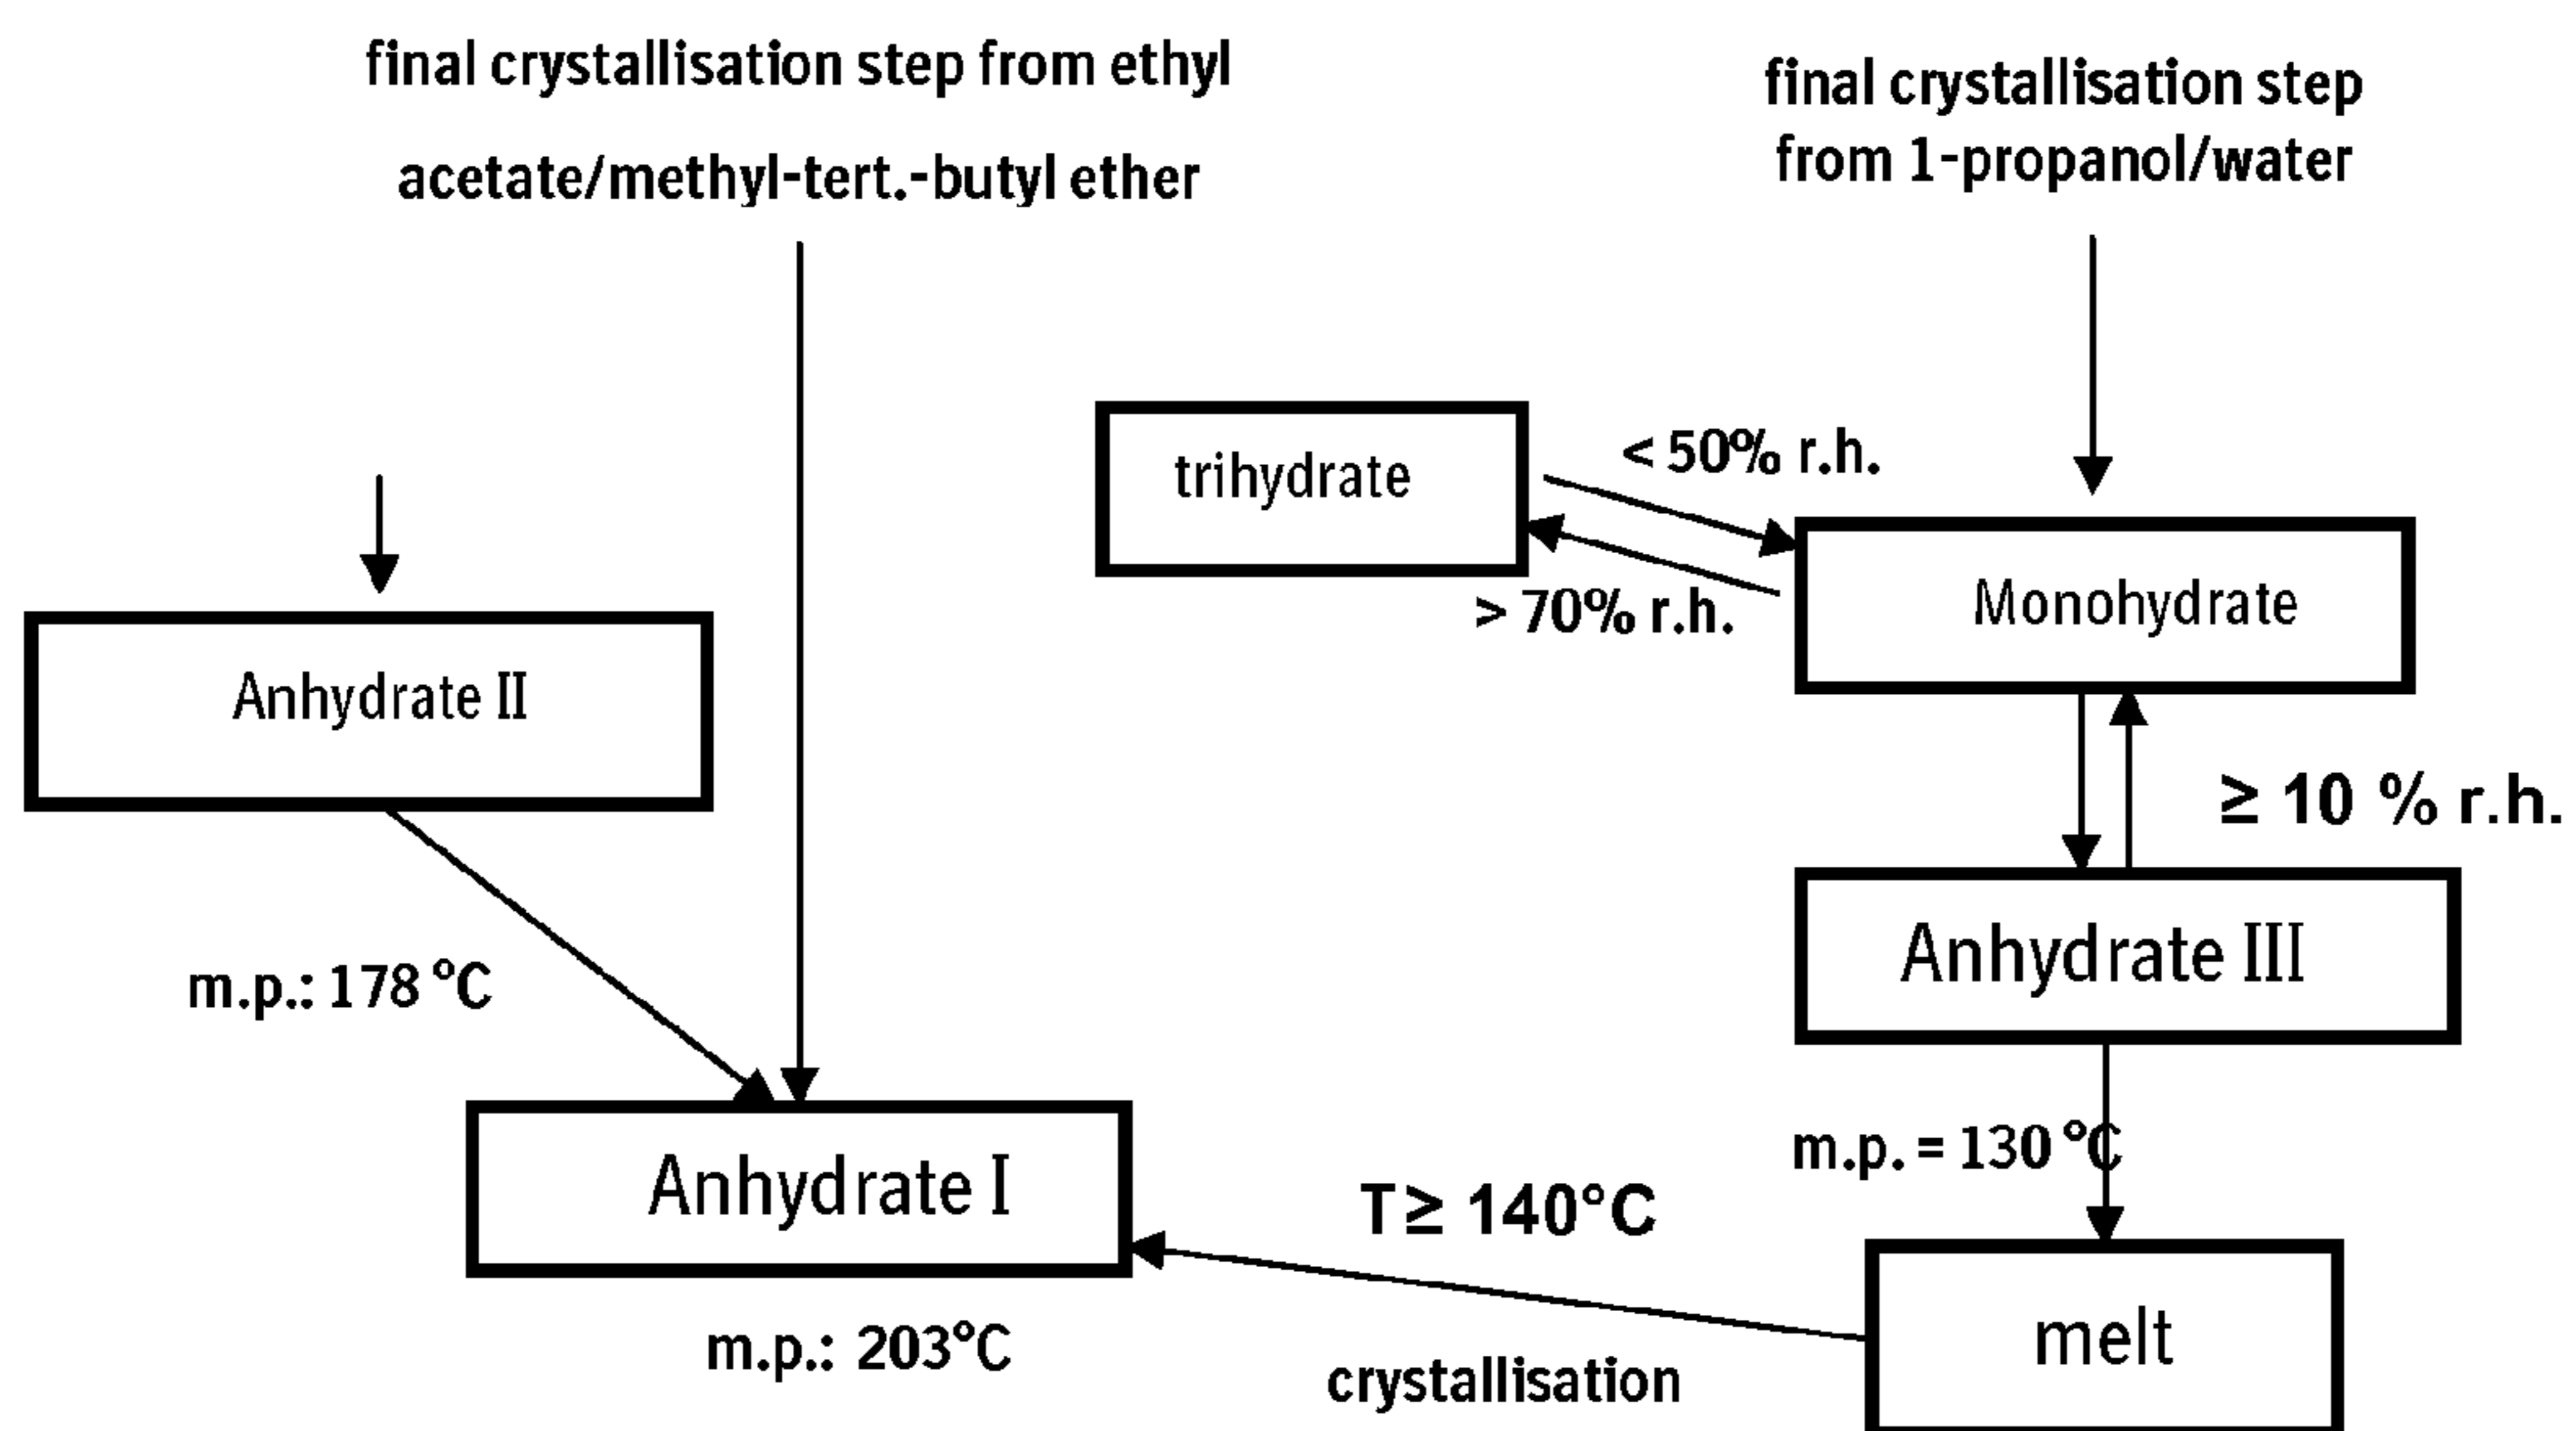 final crystallisation step from ethyl
acetate/methyl-tert.-butyl ether
final crystallisation step
from 1-propanol/water
trihydrate
< 50% r.h.
> 70% r.h.
Monohydrate
Anhydrate II
≥ 10 % r.h.
Anhydrate III
m.p.: 178 °C
m.p. = 130 °C
Anhydrate I
T ≥ 140°C
m.p.: 203°C
crystallisation
melt